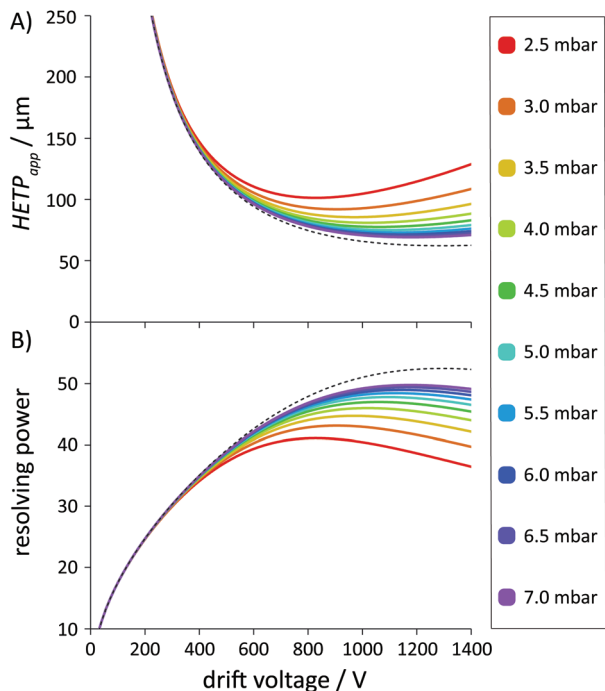 A)
250
200
150
100
50
0
HETPapp / μm
B)
50
40
30
20
10
resolving power
0 200 400 600 800 1000 1200 1400
drift voltage / V
2.5 mbar
3.0 mbar
3.5 mbar
4.0 mbar
4.5 mbar
5.0 mbar
5.5 mbar
6.0 mbar
6.5 mbar
7.0 mbar